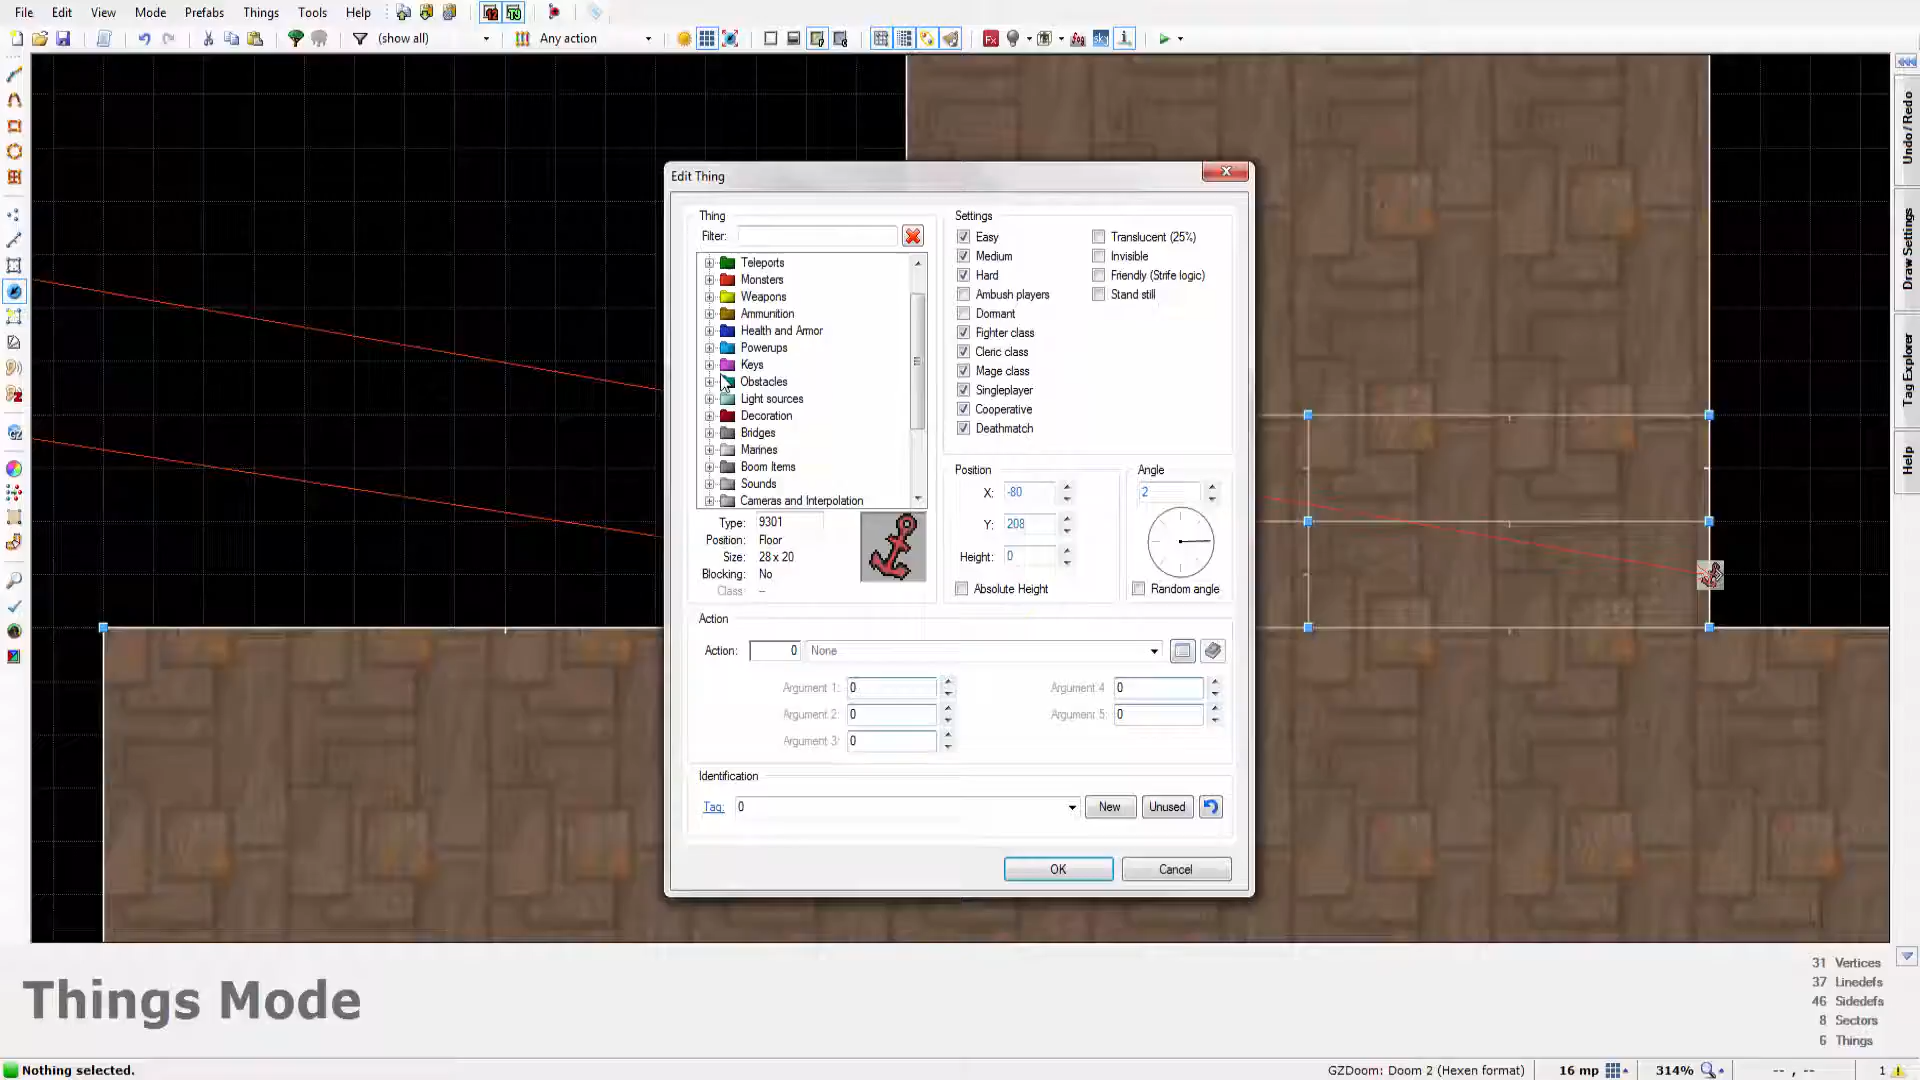 File Edit View Mode Prefabs Things Tools Help
(show all) Any action
Undo/Redo
Draw Settings
Tag Explorer
Help
Edit Thing
Thing
Filter:
Teleports
Monsters
Weapons
Ammunition
Health and Armor
Powerups
Keys
Obstacles
Light sources
Decoration
Bridges
Marines
Boom Items
Sounds
Cameras and Interpolation
Type: 9301
Position: Floor
Size: 28 x 20
Blocking: No
Class: --
Settings
Easy
Medium
Hard
Ambush players
Dormant
Fighter class
Cleric class
Mage class
Singleplayer
Cooperative
Deathmatch
Translucent (25%)
Invisible
Friendly (Strife logic)
Stand still
Position
X: -80
Y: 208
Height: 0
Absolute Height
Angle
2
Random angle
Action
Action: 0 None
Argument 1: 0
Argument 2: 0
Argument 3: 0
Argument 4 0
Argument 5: 0
Identification
Tag: 0 New Unused
OK Cancel
Things Mode
31 Vertices
37 Linedefs
46 Sidedefs
8 Sectors
6 Things
Nothing selected. GZDoom: Doom 2 (Hexen format) 16 mp 314% -- , -- 1